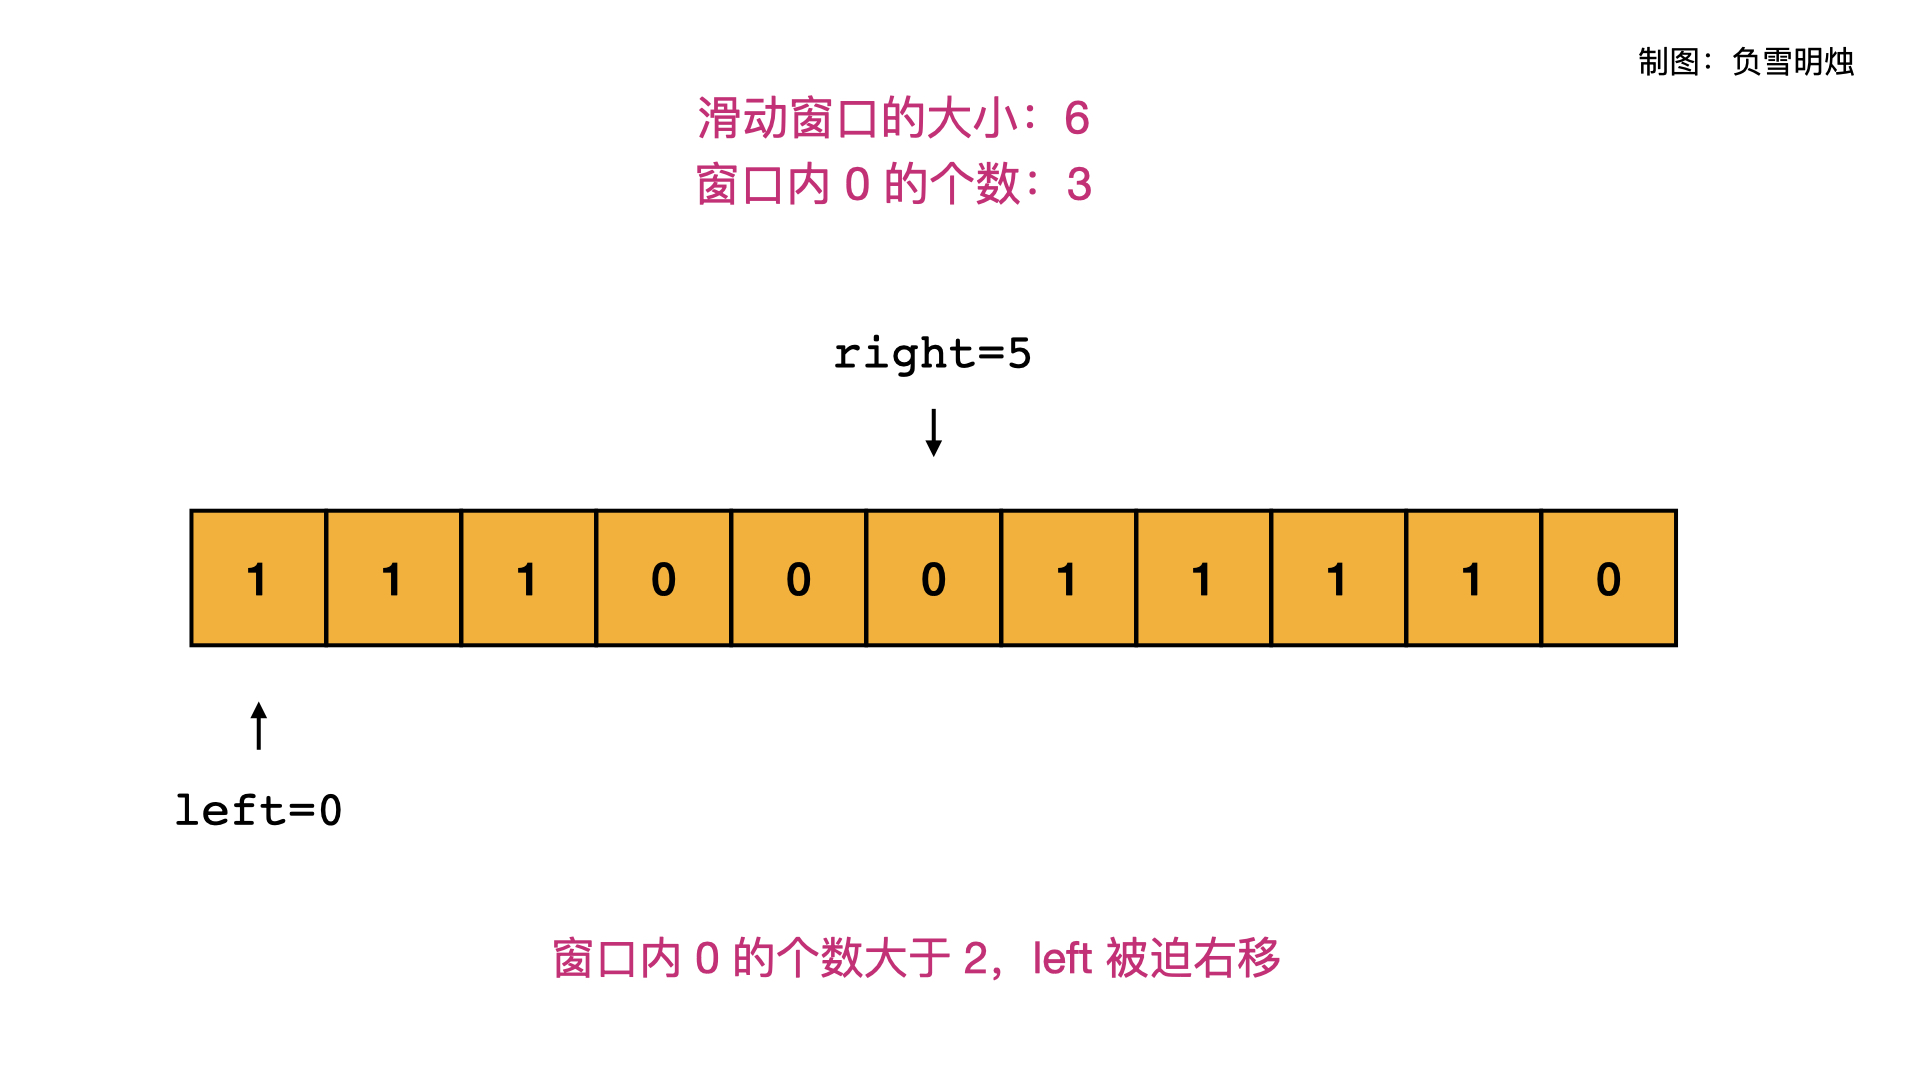 制图：负雪明烛
滑动窗口的大小：6
窗口内 0 的个数：3
right=5
1 1 1 0 0 0 1 1 1 1 0
left=0
窗口内 0 的个数大于 2，left 被迫右移